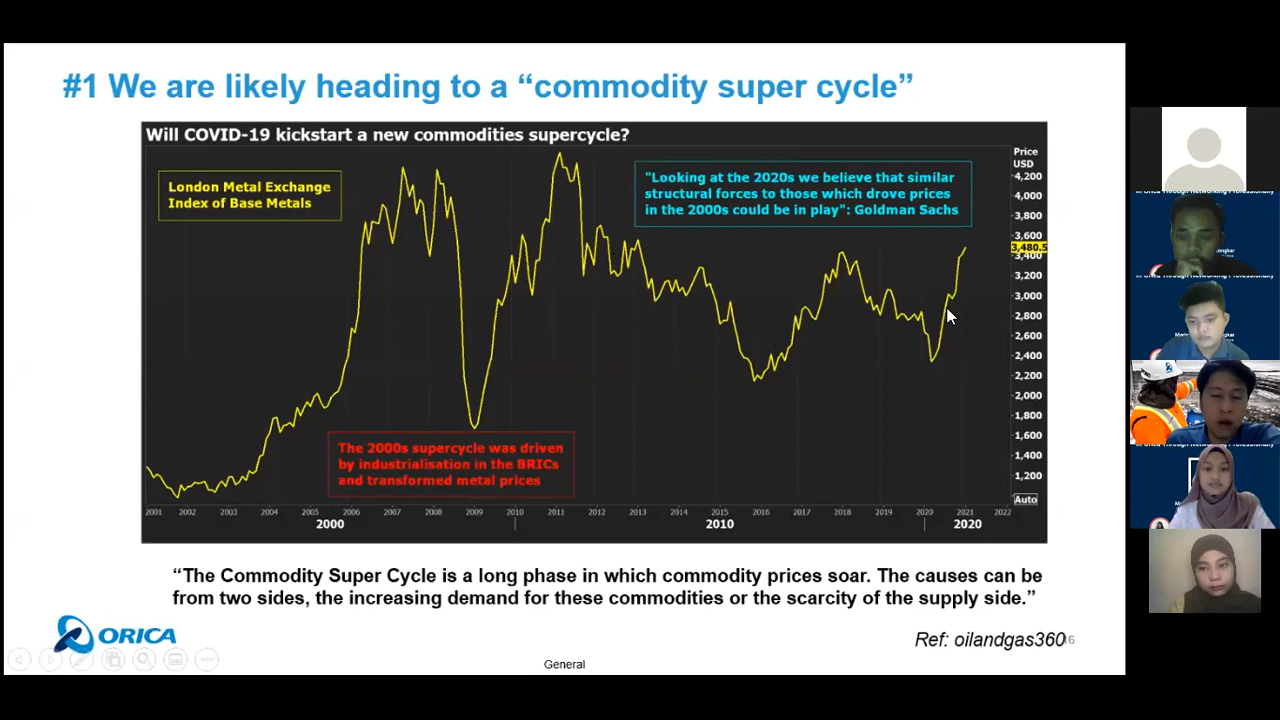 #1 We are likely heading to a “commodity super cycle”
Will COVID-19 kickstart a new commodities supercycle?
London Metal Exchange
Index of Base Metals
"Looking at the 2020s we believe that similar
structural forces to those which drove prices
in the 2000s could be in play": Goldman Sachs
Price
USD
4,200
4,000
3,800
3,600
3,480.5
3,400
3,200
3,000
2,800
2,600
2,400
2,200
2,000
1,800
1,600
1,400
1,200
Auto
The 2000s supercycle was driven
by industrialisation in the BRICs
and transformed metal prices
2001 2002 2003 2004 2005 2006 2007 2008 2009 2010 2011 2012 2013 2014 2015 2016 2017 2018 2019 2020 2021 2022
2000 2010 2020
“The Commodity Super Cycle is a long phase in which commodity prices soar. The causes can be
from two sides, the increasing demand for these commodities or the scarcity of the supply side.”
ORICA
Ref: oilandgas360
16
General